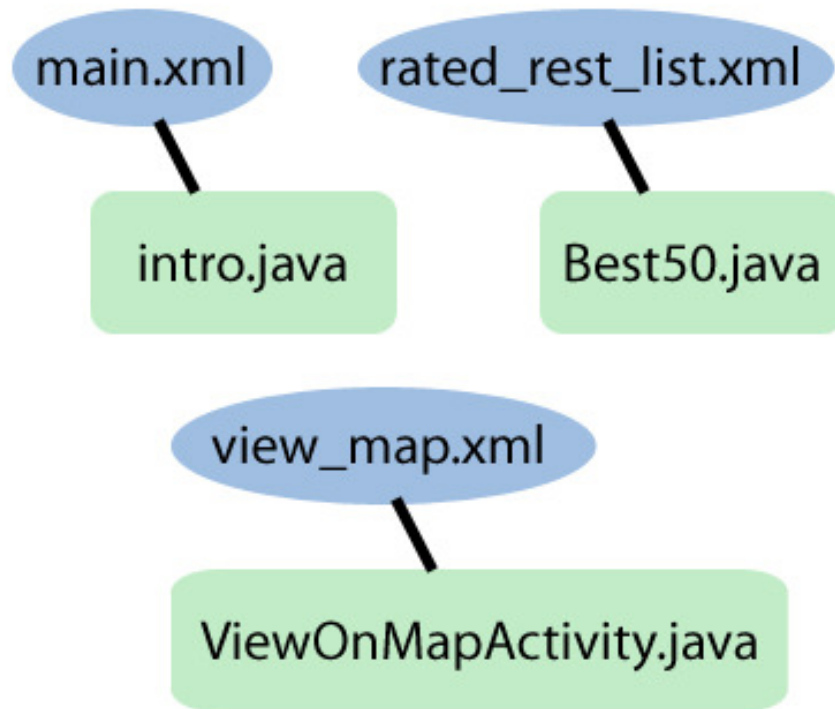 main.xml
rated_rest_list.xml
intro.java
Best50.java
view_map.xml
ViewOnMapActivity.java